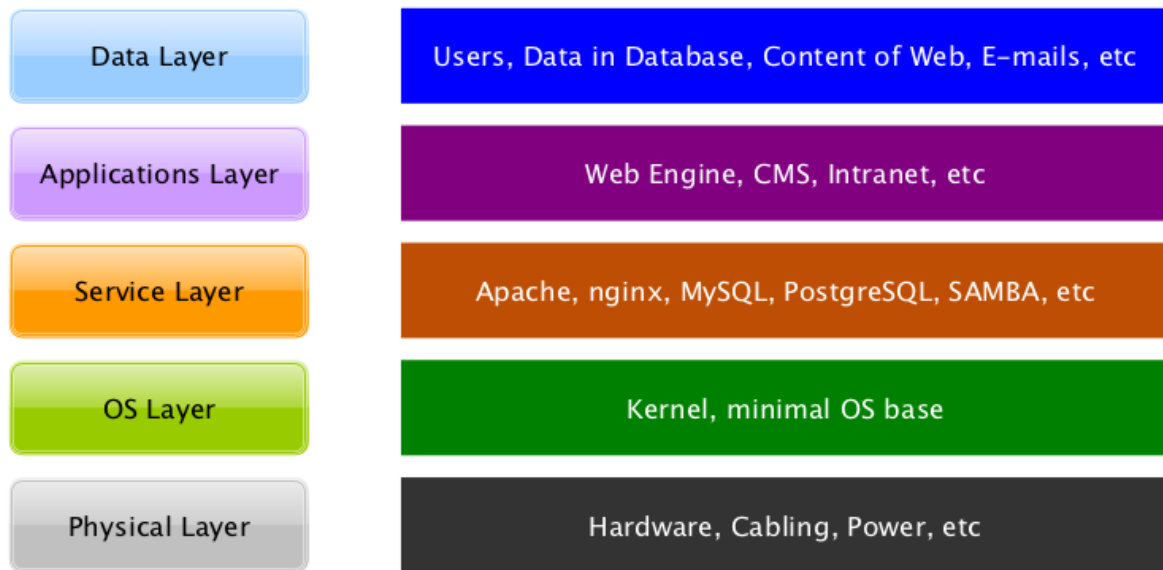 Data Layer
Users, Data in Database, Content of Web, E-mails, etc
Applications Layer
Web Engine, CMS, Intranet, etc
Service Layer
Apache, nginx, MySQL, PostgreSQL, SAMBA, etc
OS Layer
Kernel, minimal OS base
Physical Layer
Hardware, Cabling, Power, etc